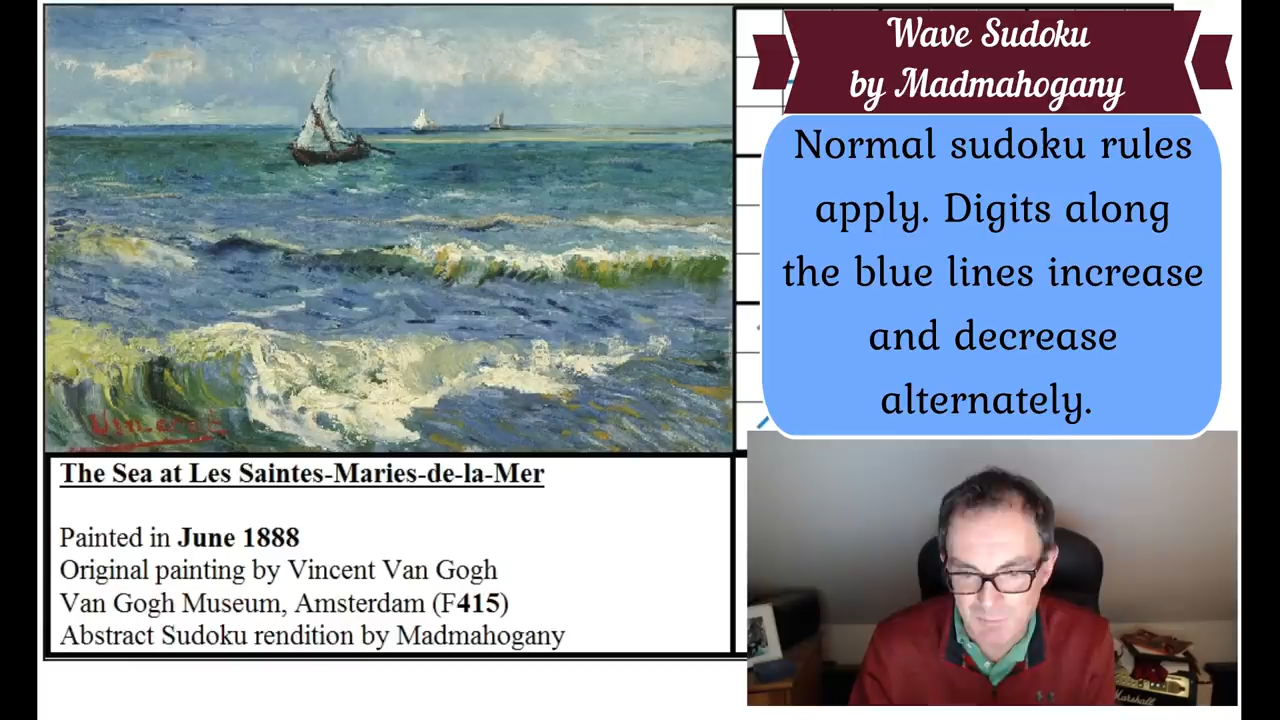 Wave Sudoku
by Madmahogany
Normal sudoku rules
apply. Digits along
the blue lines increase
and decrease
alternately.
Vincent
The Sea at Les Saintes-Maries-de-la-Mer
Painted in June 1888
Original painting by Vincent Van Gogh
Van Gogh Museum, Amsterdam (F415)
Abstract Sudoku rendition by Madmahogany
Marshall